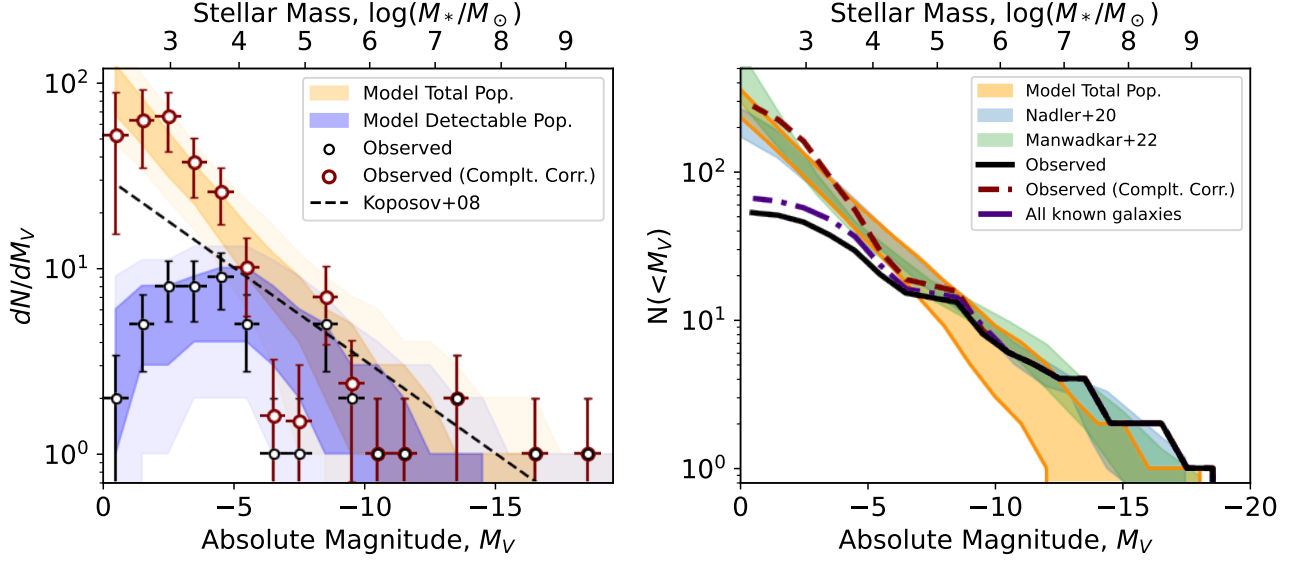 Stellar Mass, log(M*/M⊙)
3 4 5 6 7 8 9
10² 10¹ 10⁰
dN/dM_V
Model Total Pop.
Model Detectable Pop.
Observed
Observed (Complt. Corr.)
Koposov+08
0 −5 −10 −15
Absolute Magnitude, M_V
Stellar Mass, log(M*/M⊙)
3 4 5 6 7 8 9
10² 10¹ 10⁰
N(<M_V)
Model Total Pop.
Nadler+20
Manwadkar+22
Observed
Observed (Complt. Corr.)
All known galaxies
0 −5 −10 −15 −20
Absolute Magnitude, M_V